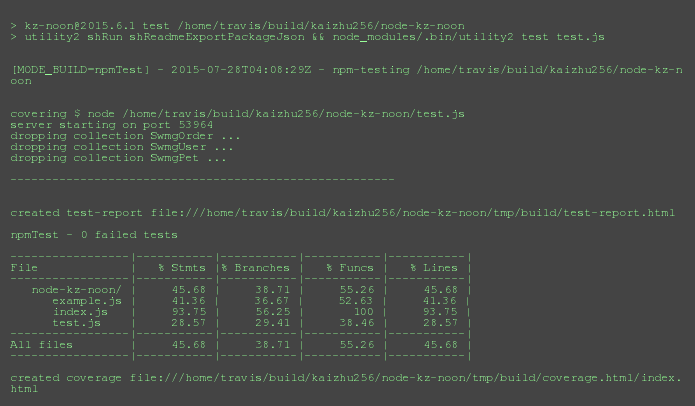 > kz-noon@2015.6.1 test /home/travis/build/kaizhu256/node-kz-noon
> utility2 shRun shReadmeExportPackageJson && node_modules/.bin/utility2 test test.js
[MODE_BUILD=npmTest] - 2015-07-28T04:08:29Z - npm-testing /home/travis/build/kaizhu256/node-kz-n
oon
covering $ node /home/travis/build/kaizhu256/node-kz-noon/test.js
server starting on port 53964
dropping collection SwmgOrder ...
dropping collection SwmgUser ...
dropping collection SwmgPet ...
-------------------------------------------------------
created test-report file:///home/travis/build/kaizhu256/node-kz-noon/tmp/build/test-report.html
npmTest - 0 failed tests
-----------------|-----------|-----------|-----------|-----------|
File             |   % Stmts |% Branches |   % Funcs |   % Lines |
-----------------|-----------|-----------|-----------|-----------|
   node-kz-noon/ |     45.68 |     38.71 |     55.26 |     45.68 |
      example.js |     41.36 |     36.67 |     52.63 |     41.36 |
      index.js   |     93.75 |     56.25 |       100 |     93.75 |
      test.js    |     28.57 |     29.41 |     38.46 |     28.57 |
-----------------|-----------|-----------|-----------|-----------|
All files        |     45.68 |     38.71 |     55.26 |     45.68 |
-----------------|-----------|-----------|-----------|-----------|
created coverage file:///home/travis/build/kaizhu256/node-kz-noon/tmp/build/coverage.html/index.
html